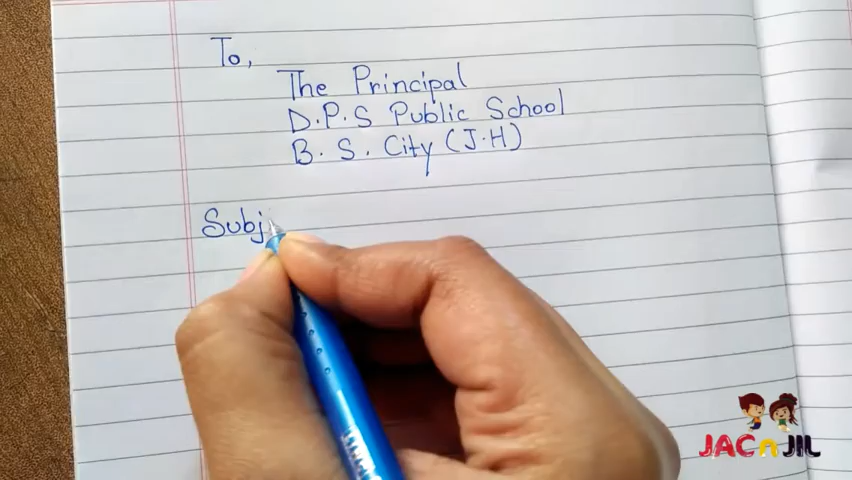 To,
The Principal
D.P.S Public School
B. S. City (J.H)
Subj
JACnJIL